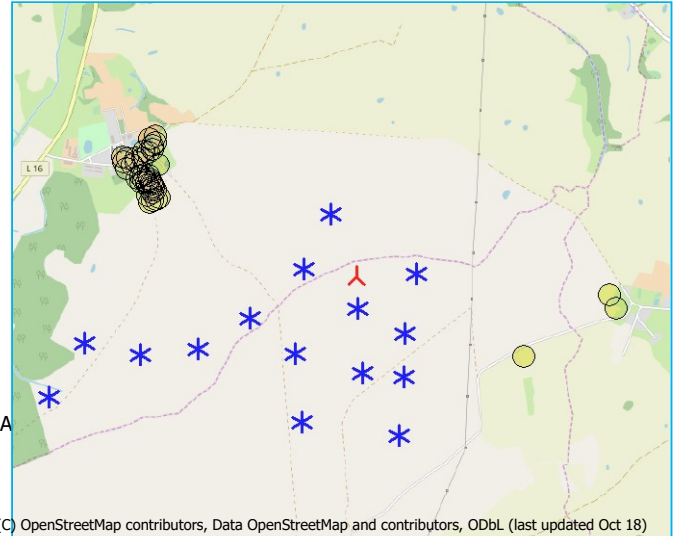 L 16
A
(C) OpenStreetMap contributors, Data OpenStreetMap and contributors, ODbL (last updated Oct 18)